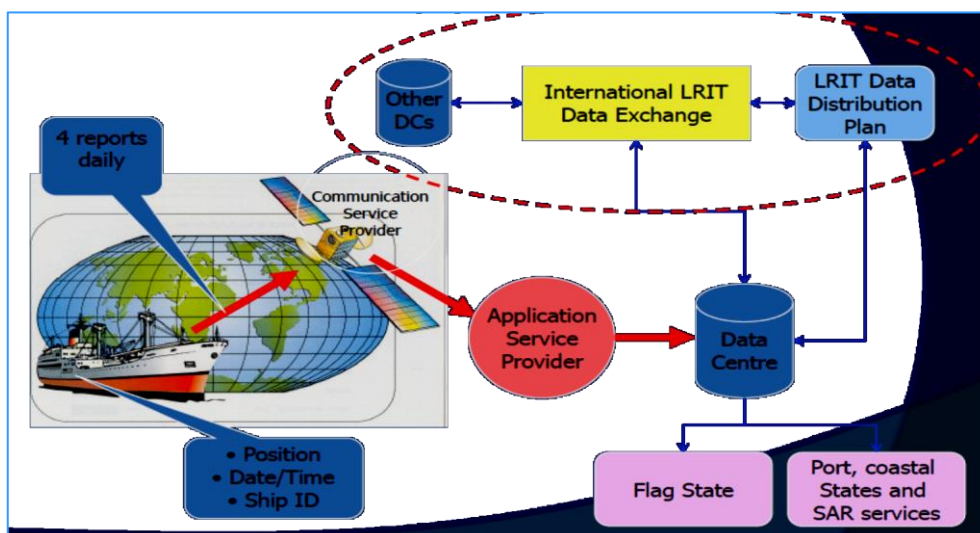 Other
DCs
International LRIT
Data Exchange
LRIT Data
Distribution
Plan
4 reports
daily
Communication
Service
Provider
Application
Service
Provider
Data
Centre
• Position
• Date/Time
• Ship ID
Flag State
Port, coastal
States and
SAR services